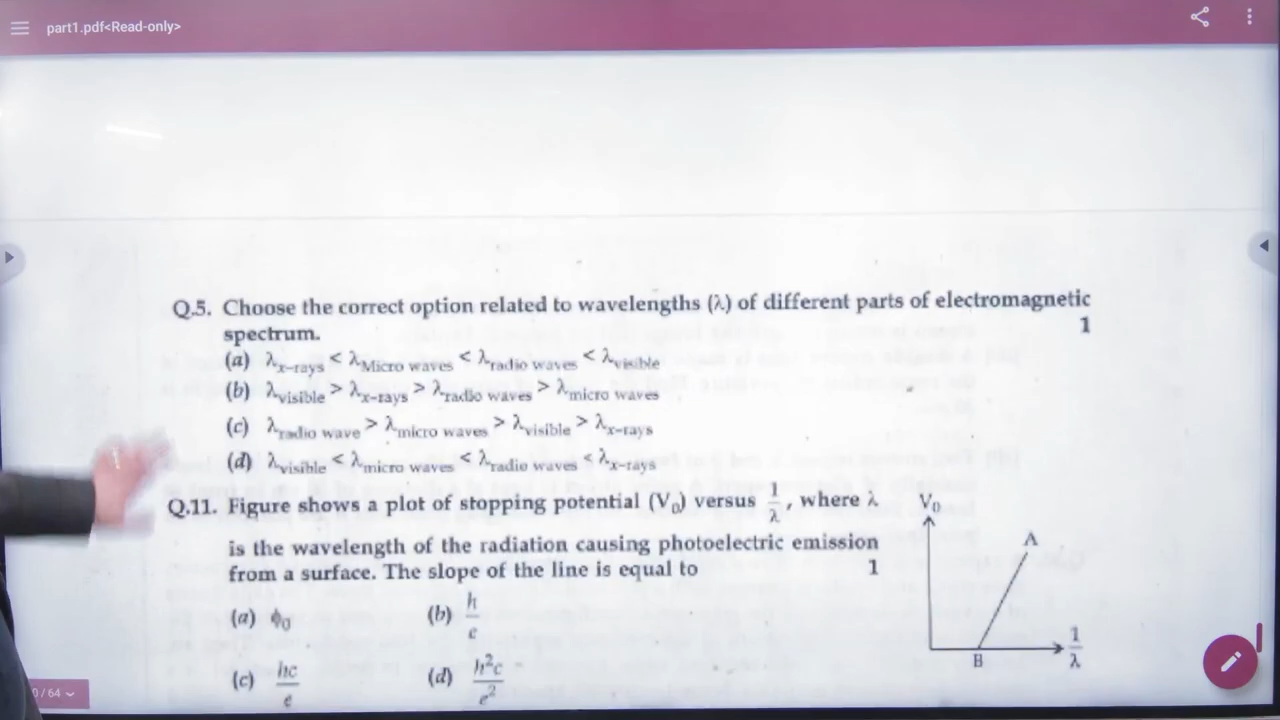 part1.pdf<Read-only>
Q.5. Choose the correct option related to wavelengths (λ) of different parts of electromagnetic
spectrum. 1
(a) λx-rays < λMicro waves < λradio waves < λvisible
(b) λvisible > λx-rays > λradio waves > λmicro waves
(c) λradio wave > λmicro waves > λvisible > λx-rays
(d) λvisible < λmicro waves < λradio waves < λx-rays
Q.11. Figure shows a plot of stopping potential (V0) versus 1/λ, where λ
is the wavelength of the radiation causing photoelectric emission
from a surface. The slope of the line is equal to 1
(a) ϕ0 (b) h/e
(c) hc/e (d) h²c/e²
V0
A
B
1/λ
0 / 64